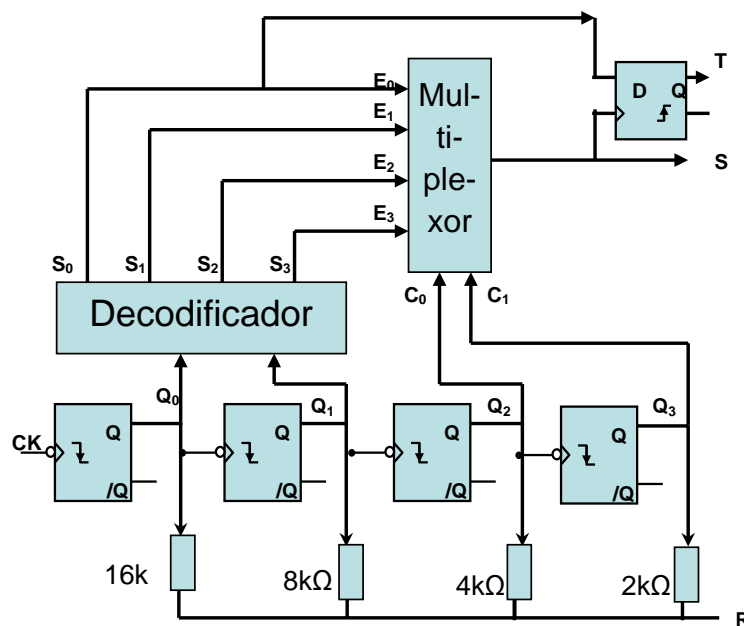 T
D Q
S
E₀
E₁
E₂
E₃
Mul-
ti-
ple-
xor
S₀ S₁ S₂ S₃
C₀ C₁
Decodificador
Q₀ Q₁ Q₂ Q₃
CK
Q Q Q Q
/Q /Q /Q /Q
16k 8kΩ 4kΩ 2kΩ